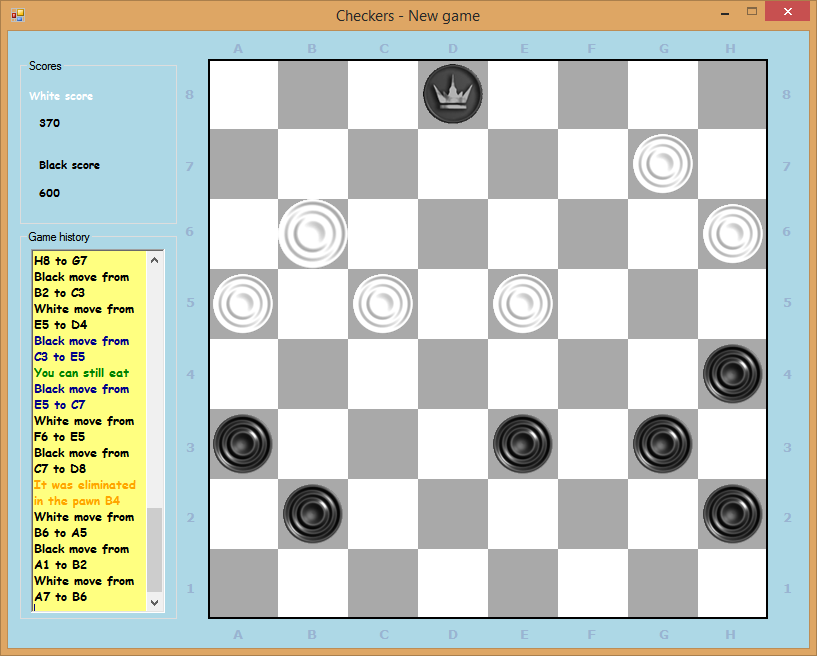 Checkers - New game
A B C D E F G H
Scores
White score
370
Black score
600
Game history
H8 to G7
Black move from
B2 to C3
White move from
E5 to D4
Black move from
C3 to E5
You can still eat
Black move from
E5 to C7
White move from
F6 to E5
Black move from
C7 to D8
It was eliminated
in the pawn B4
White move from
B6 to A5
Black move from
A1 to B2
White move from
A7 to B6
8 8
7 7
6 6
5 5
4 4
3 3
2 2
1 1
A B C D E F G H